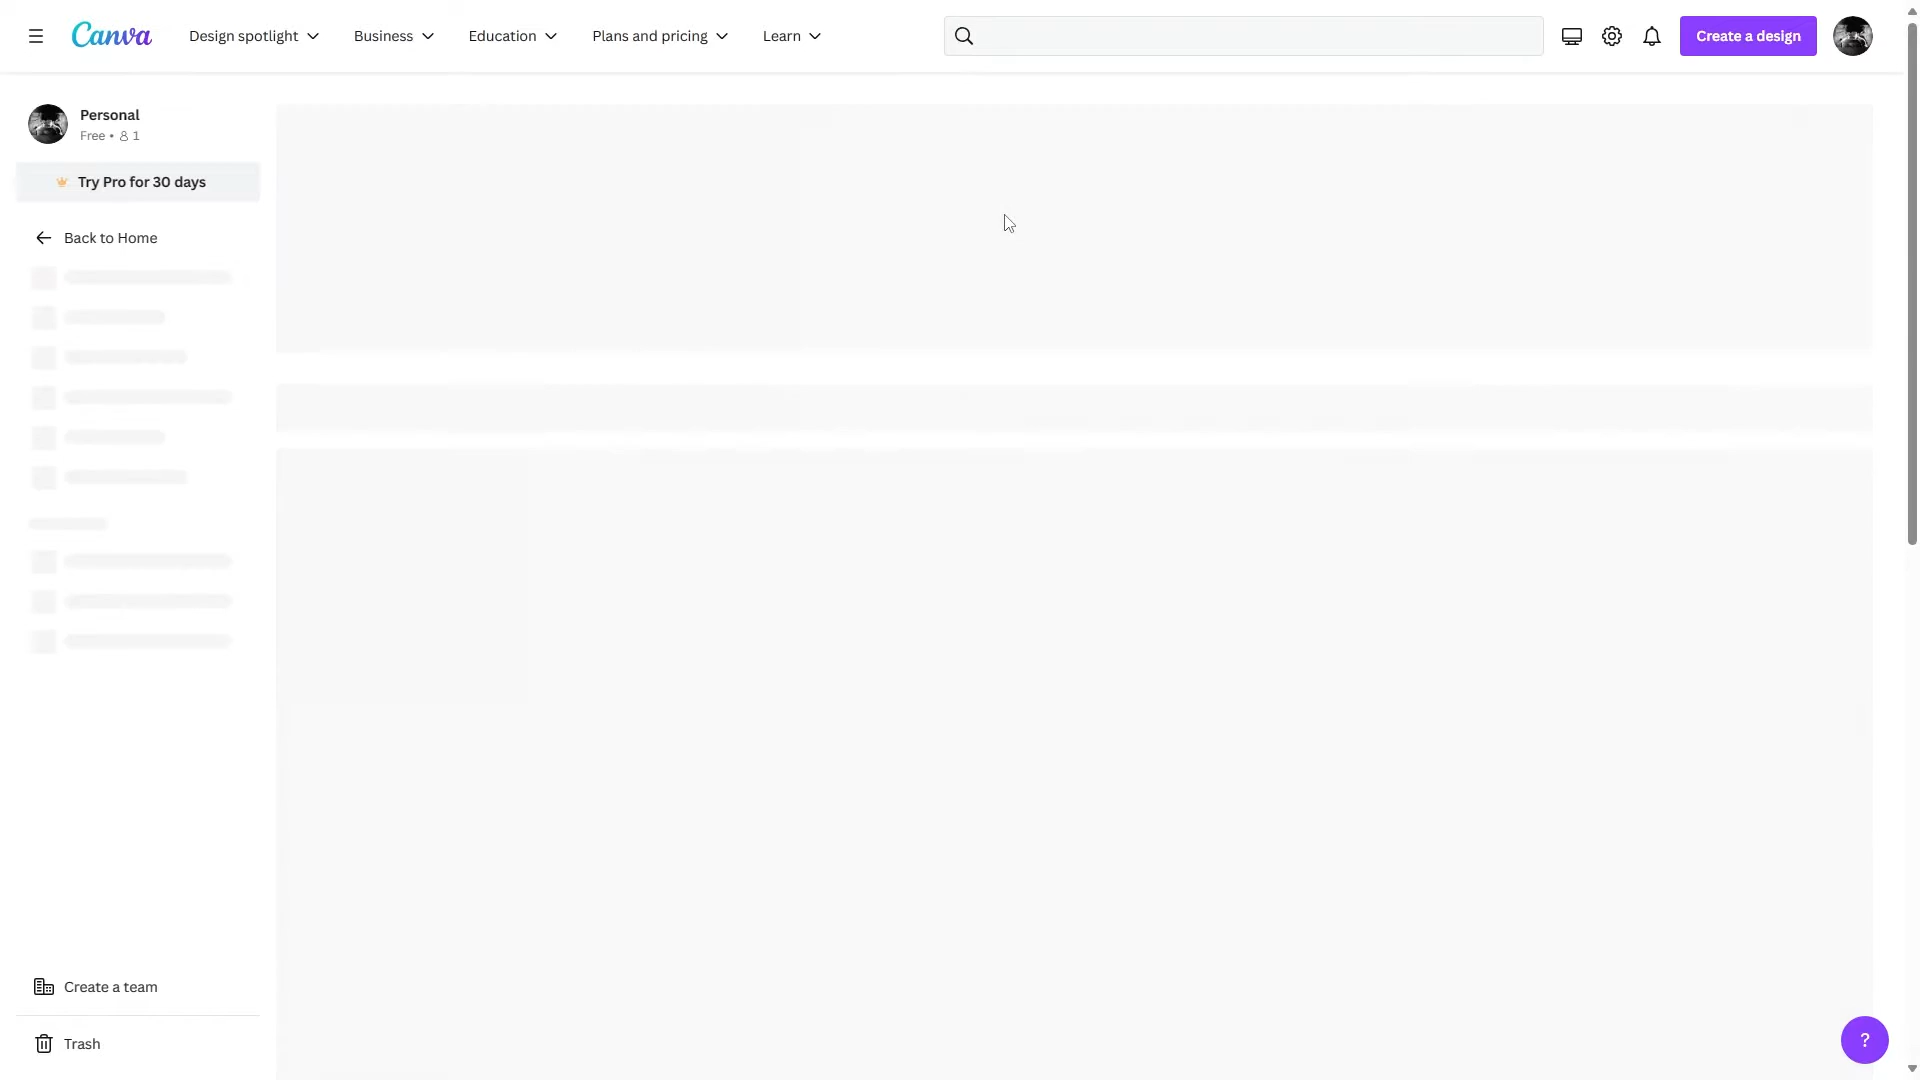 Canva
Design spotlight
Business
Education
Plans and pricing
Learn
Create a design
Personal
Free • 1
Try Pro for 30 days
Back to Home
Create a team
Trash
?